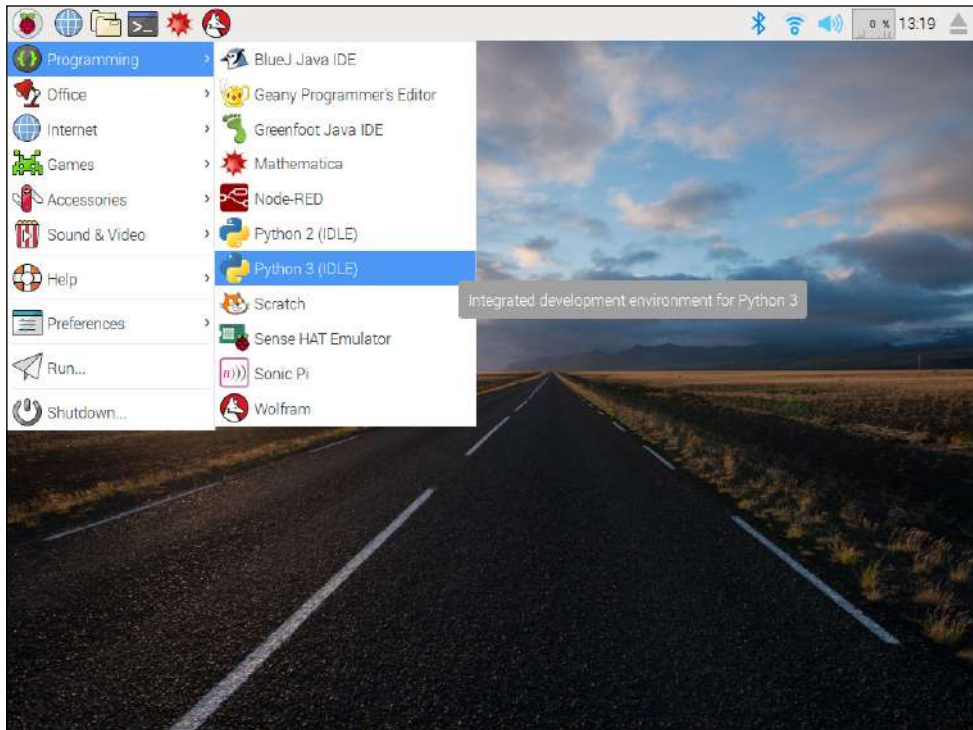 0 % 13:19
Programming
Office
Internet
Games
Accessories
Sound & Video
Help
Preferences
Run...
Shutdown...
BlueJ Java IDE
Geany Programmer's Editor
Greenfoot Java IDE
Mathematica
Node-RED
Python 2 (IDLE)
Python 3 (IDLE)
Scratch
Sense HAT Emulator
Sonic Pi
Wolfram
Integrated development environment for Python 3